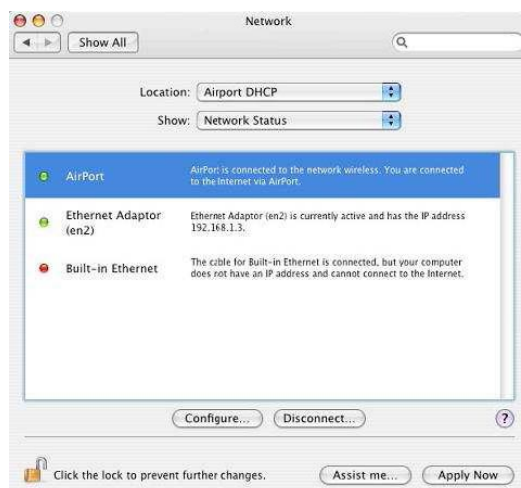 Network
Show All
Location: Airport DHCP
Show: Network Status
AirPort
AirPort is connected to the network wireless. You are connected
to the Internet via AirPort.
Ethernet Adaptor
(en2)
Ethernet Adaptor (en2) is currently active and has the IP address
192.168.1.3.
Built-in Ethernet
The cable for Built-in Ethernet is connected, but your computer
does not have an IP address and cannot connect to the Internet.
Configure... Disconnect... ?
Click the lock to prevent further changes. Assist me... Apply Now